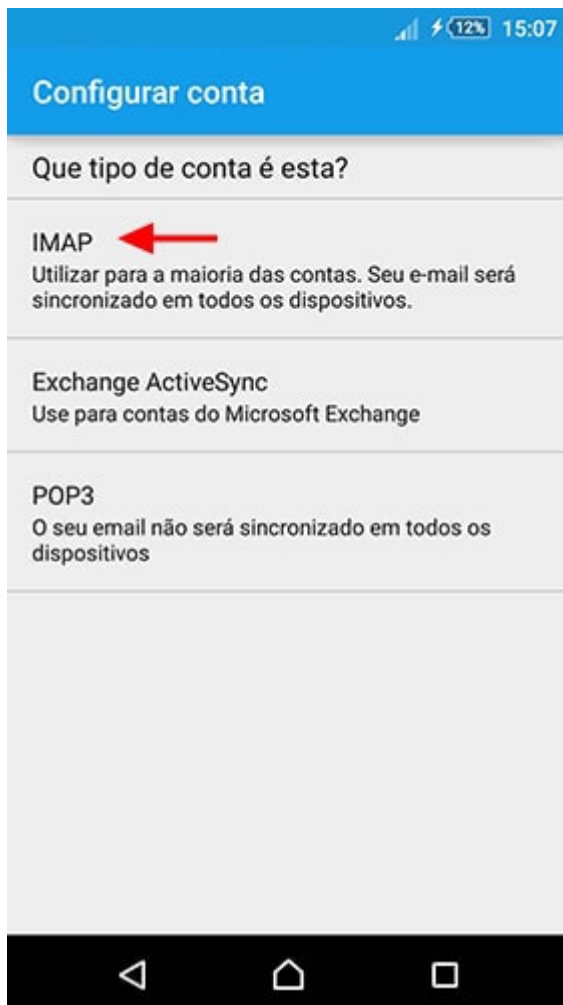 12% 15:07
Configurar conta
Que tipo de conta é esta?
IMAP
Utilizar para a maioria das contas. Seu e-mail será
sincronizado em todos os dispositivos.
Exchange ActiveSync
Use para contas do Microsoft Exchange
POP3
O seu email não será sincronizado em todos os
dispositivos